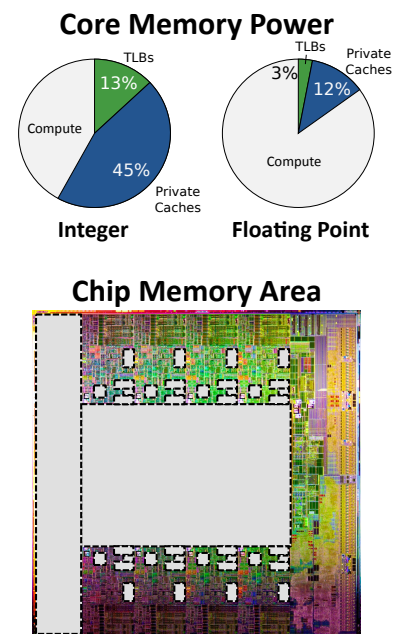 Core Memory Power
TLBs
13%
Compute
45%
Private
Caches
Integer
TLBs
3%
Private
Caches
12%
Compute
Floating Point
Chip Memory Area